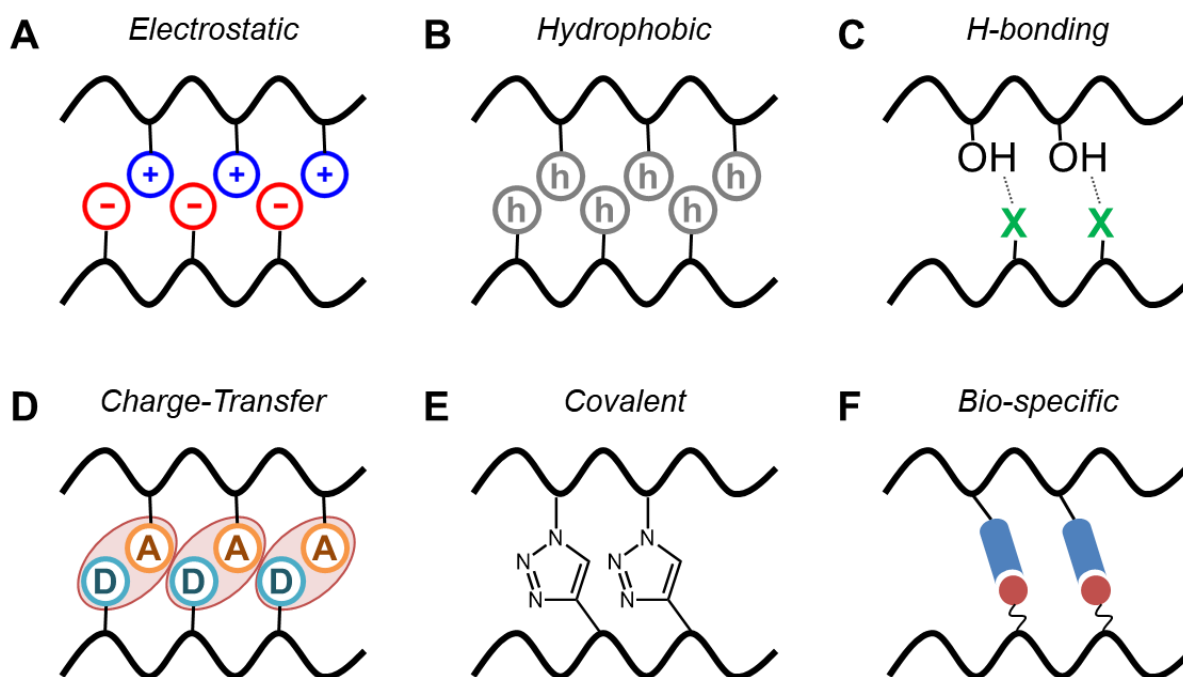 A Electrostatic
B Hydrophobic
C H-bonding
+ + +
- - -
h h h
h h h
OH OH
X X
D Charge-Transfer
E Covalent
F Bio-specific
A A A
D D D
N N
N N
N N